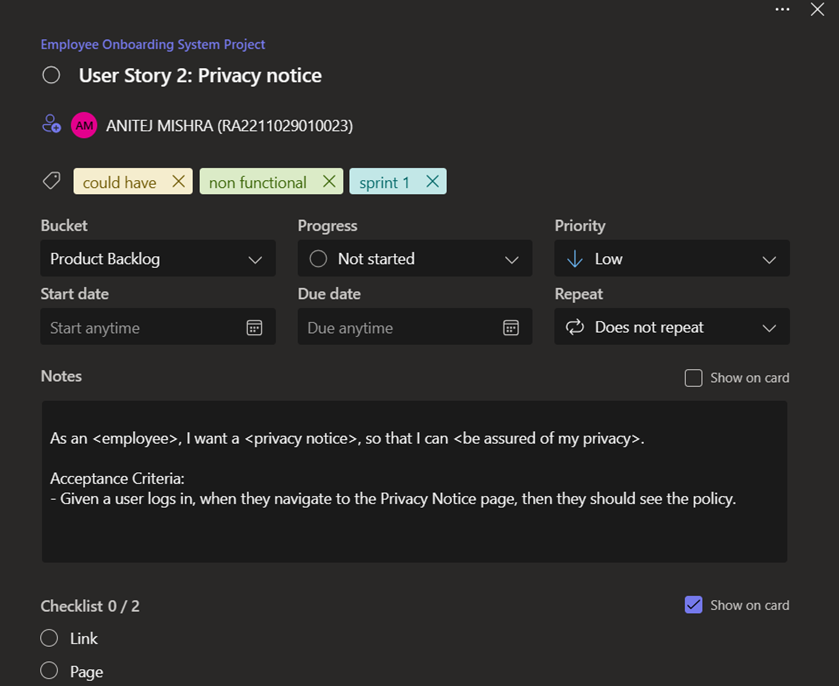 Employee Onboarding System Project
User Story 2: Privacy notice
AM ANITEJ MISHRA (RA2211029010023)
could have non functional sprint 1
Bucket Progress Priority
Product Backlog Not started Low
Start date Due date Repeat
Start anytime Due anytime Does not repeat
Notes Show on card
As an <employee>, I want a <privacy notice>, so that I can <be assured of my privacy>.
Acceptance Criteria:
- Given a user logs in, when they navigate to the Privacy Notice page, then they should see the policy.
Checklist 0 / 2 Show on card
Link
Page